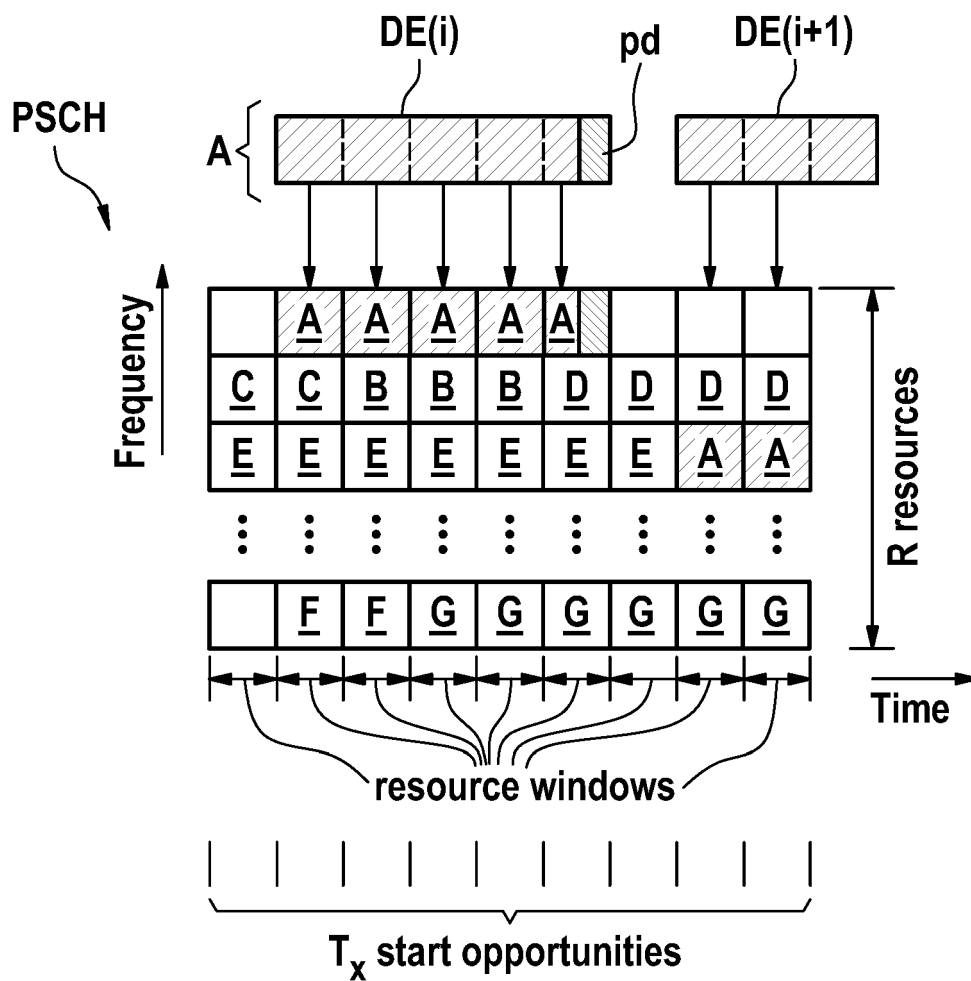 DE(i) pd DE(i+1)
PSCH
A
Frequency
A A A A A
C C B B B D D D D
E E E E E E E A A
R resources
F F G G G G G G
Time
resource windows
Tx start opportunities